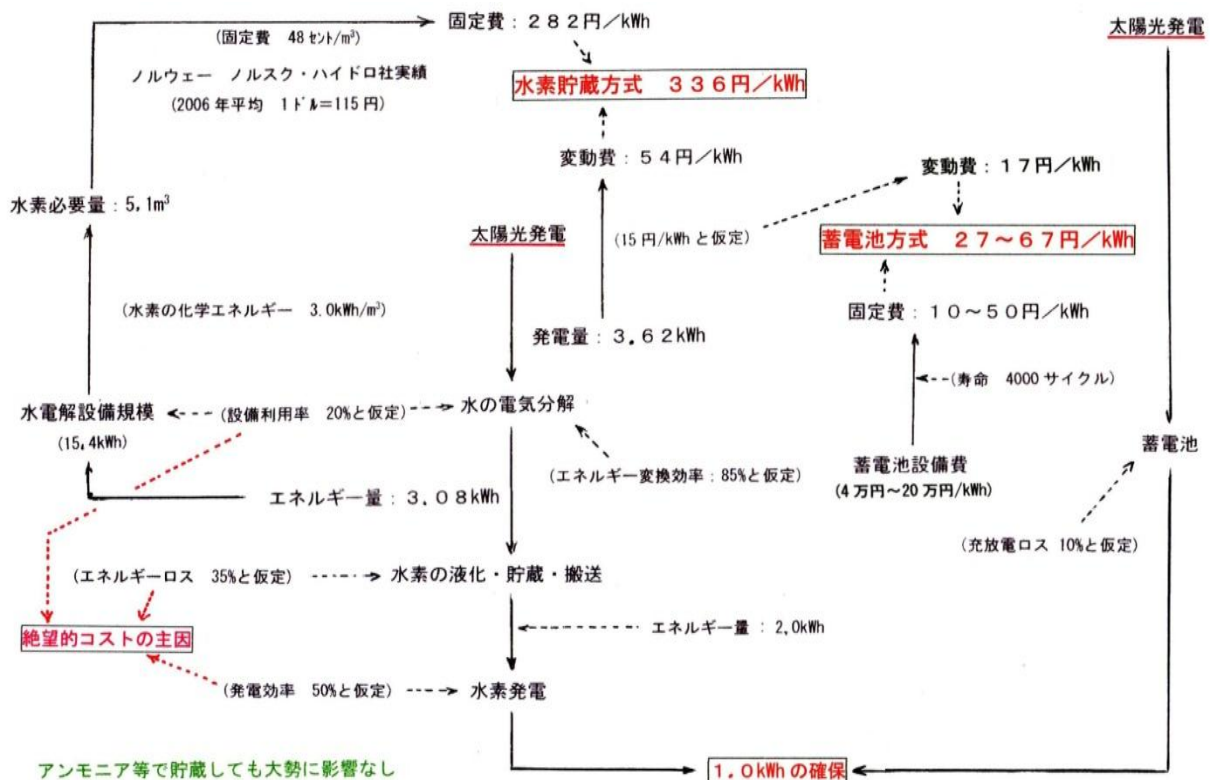 固定費：282円／kWh
太陽光発電
(固定費 48セント/m³)
ノルウェー ノルスク・ハイドロ社実績
(2006年平均 1ドル=115円)
水素貯蔵方式 336円／kWh
変動費：54円／kWh
変動費：17円／kWh
水素必要量：5.1m³
太陽光発電
(15円/kWhと仮定)
蓄電池方式 27～67円／kWh
(水素の化学エネルギー 3.0kWh/m³)
固定費：10～50円／kWh
発電量：3.62kWh
(寿命 4000サイクル)
水電解設備規模
(設備利用率 20%と仮定)
水の電気分解
(15.4kWh)
蓄電池
(エネルギー変換効率：85%と仮定)
蓄電池設備費
(4万円～20万円/kWh)
エネルギー量：3.08kWh
(充放電ロス 10%と仮定)
(エネルギーロス 35%と仮定)
水素の液化・貯蔵・搬送
絶望的コストの主因
エネルギー量：2.0kWh
(発電効率 50%と仮定)
水素発電
アンモニア等で貯蔵しても大勢に影響なし
1.0kWhの確保